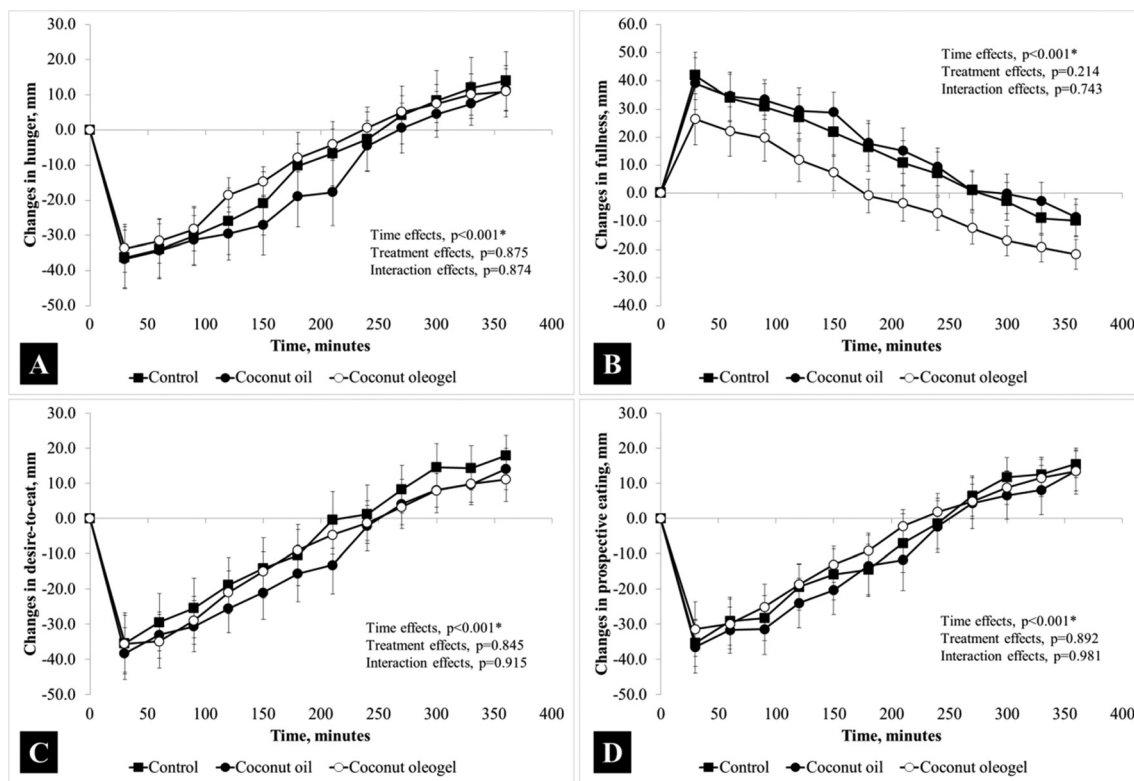 30.0
20.0
10.0
0.0
-10.0
-20.0
-30.0
-40.0
-50.0
Changes in hunger, mm
Time effects, p<0.001*
Treatment effects, p=0.875
Interaction effects, p=0.874
0 50 100 150 200 250 300 350 400
Time, minutes
A
Control Coconut oil Coconut oleogel
60.0
50.0
40.0
30.0
20.0
10.0
0.0
-10.0
-20.0
-30.0
-40.0
Changes in fullness, mm
Time effects, p<0.001*
Treatment effects, p=0.214
Interaction effects, p=0.743
0 50 100 150 200 250 300 350 400
Time, minutes
B
Control Coconut oil Coconut oleogel
30.0
20.0
10.0
0.0
-10.0
-20.0
-30.0
-40.0
-50.0
Changes in desire-to-eat, mm
Time effects, p<0.001*
Treatment effects, p=0.845
Interaction effects, p=0.915
0 50 100 150 200 250 300 350 400
Time, minutes
C
Control Coconut oil Coconut oleogel
30.0
20.0
10.0
0.0
-10.0
-20.0
-30.0
-40.0
-50.0
Changes in prospective eating, mm
Time effects, p<0.001*
Treatment effects, p=0.892
Interaction effects, p=0.981
0 50 100 150 200 250 300 350 400
Time, minutes
D
Control Coconut oil Coconut oleogel